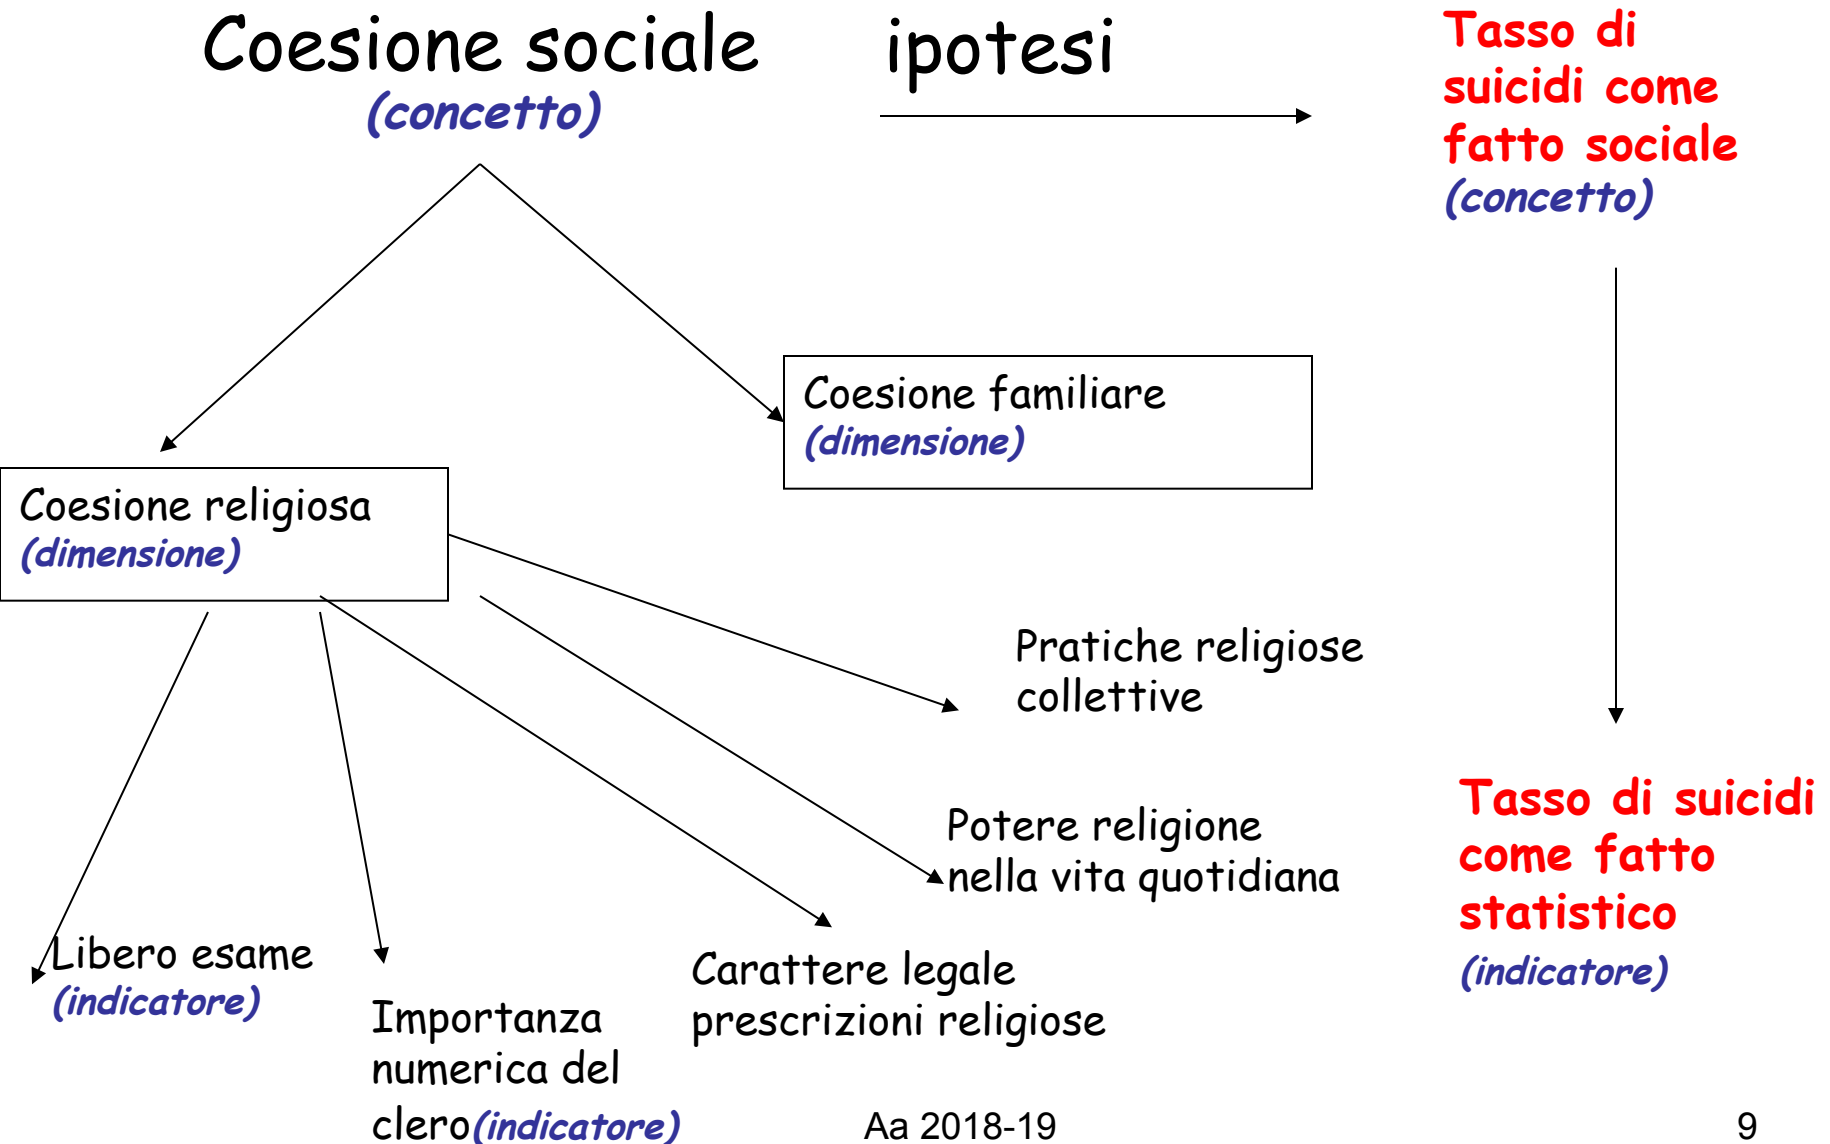 Coesione sociale
(concetto)
ipotesi
Tasso di
suicidi come
fatto sociale
(concetto)
Coesione familiare
(dimensione)
Coesione religiosa
(dimensione)
Pratiche religiose
collettive
Potere religione
nella vita quotidiana
Tasso di suicidi
come fatto
statistico
(indicatore)
Libero esame
(indicatore)
Importanza
numerica del
clero(indicatore)
Carattere legale
prescrizioni religiose
Aa 2018-19
9